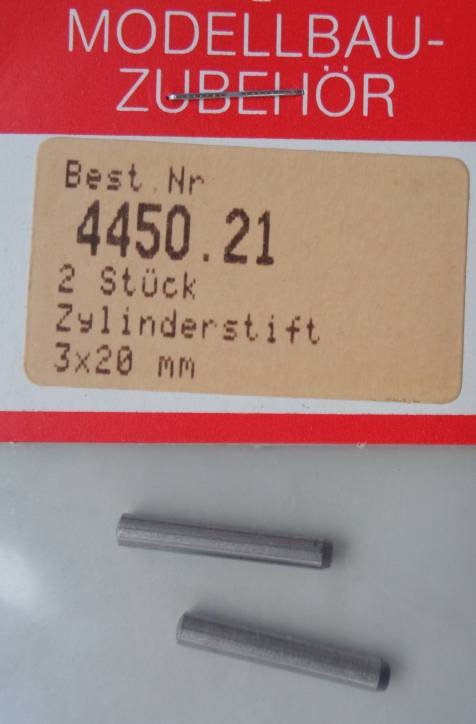 MODELLBAU-
ZUBEHÖR
Best.Nr
4450.21
2 Stück
Zylinderstift
3x20 mm